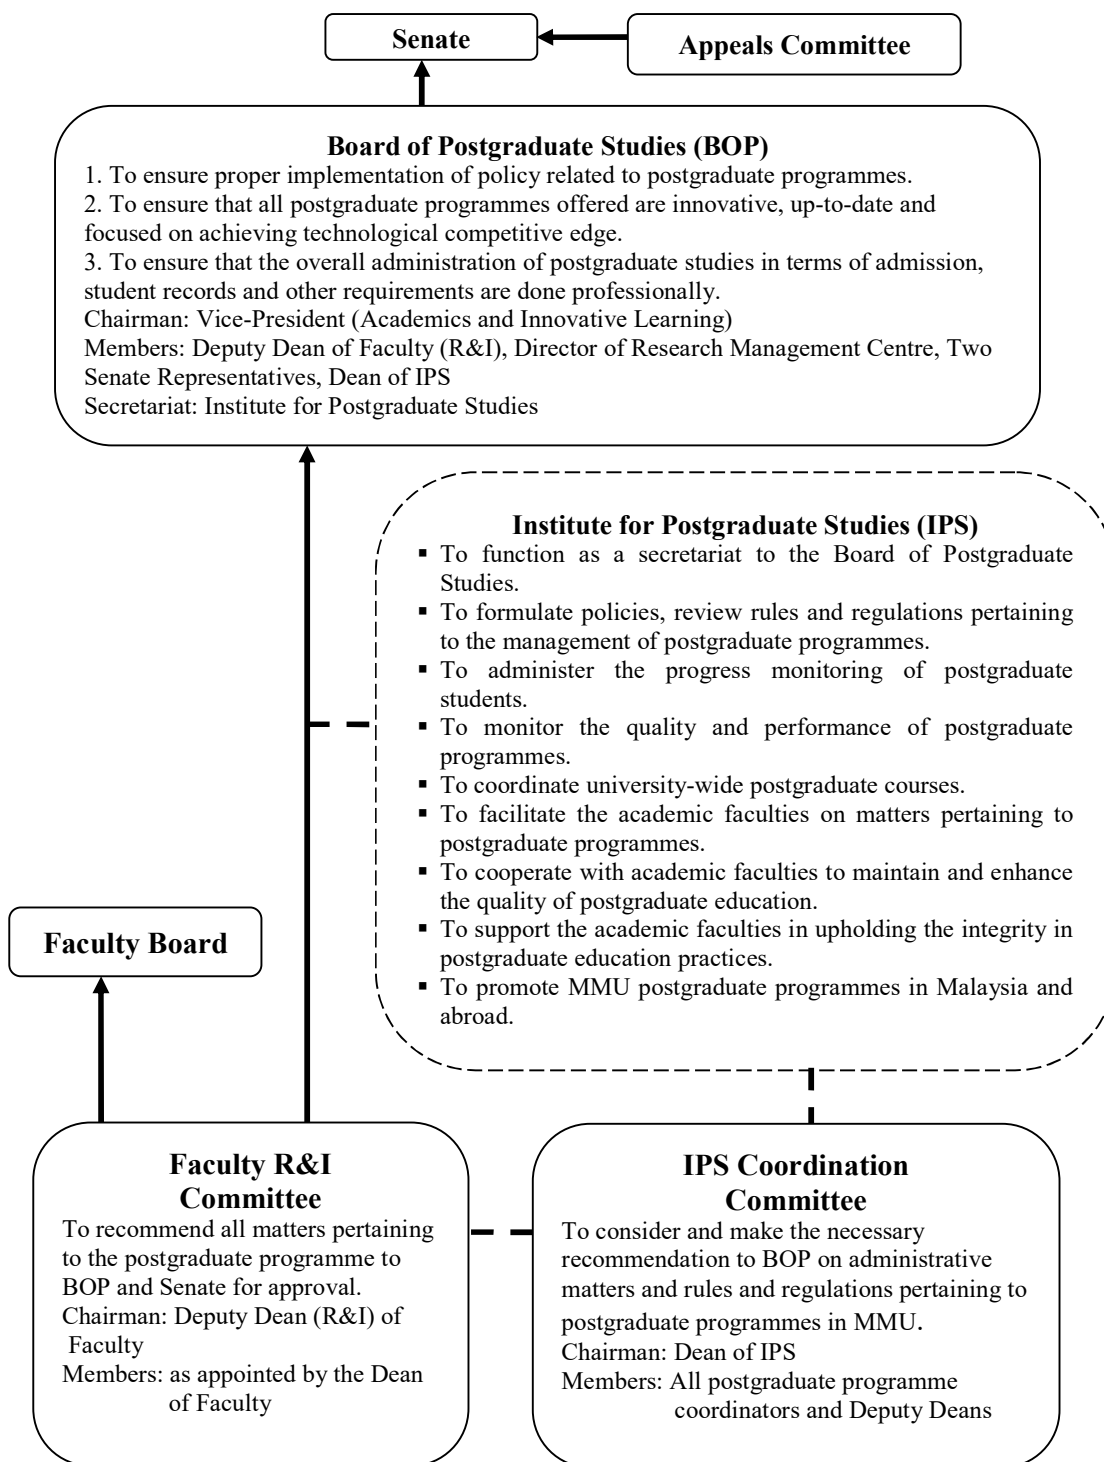 Senate
Appeals Committee
Board of Postgraduate Studies (BOP)
1. To ensure proper implementation of policy related to postgraduate programmes.
2. To ensure that all postgraduate programmes offered are innovative, up-to-date and
focused on achieving technological competitive edge.
3. To ensure that the overall administration of postgraduate studies in terms of admission,
student records and other requirements are done professionally.
Chairman: Vice-President (Academics and Innovative Learning)
Members: Deputy Dean of Faculty (R&I), Director of Research Management Centre, Two
Senate Representatives, Dean of IPS
Secretariat: Institute for Postgraduate Studies
Institute for Postgraduate Studies (IPS)
▪ To function as a secretariat to the Board of Postgraduate
Studies.
▪ To formulate policies, review rules and regulations pertaining
to the management of postgraduate programmes.
▪ To administer the progress monitoring of postgraduate
students.
▪ To monitor the quality and performance of postgraduate
programmes.
▪ To coordinate university-wide postgraduate courses.
▪ To facilitate the academic faculties on matters pertaining to
postgraduate programmes.
▪ To cooperate with academic faculties to maintain and enhance
the quality of postgraduate education.
▪ To support the academic faculties in upholding the integrity in
postgraduate education practices.
▪ To promote MMU postgraduate programmes in Malaysia and
abroad.
Faculty Board
Faculty R&I
Committee
To recommend all matters pertaining
to the postgraduate programme to
BOP and Senate for approval.
Chairman: Deputy Dean (R&I) of
Faculty
Members: as appointed by the Dean
of Faculty
IPS Coordination
Committee
To consider and make the necessary
recommendation to BOP on administrative
matters and rules and regulations pertaining to
postgraduate programmes in MMU.
Chairman: Dean of IPS
Members: All postgraduate programme
coordinators and Deputy Deans